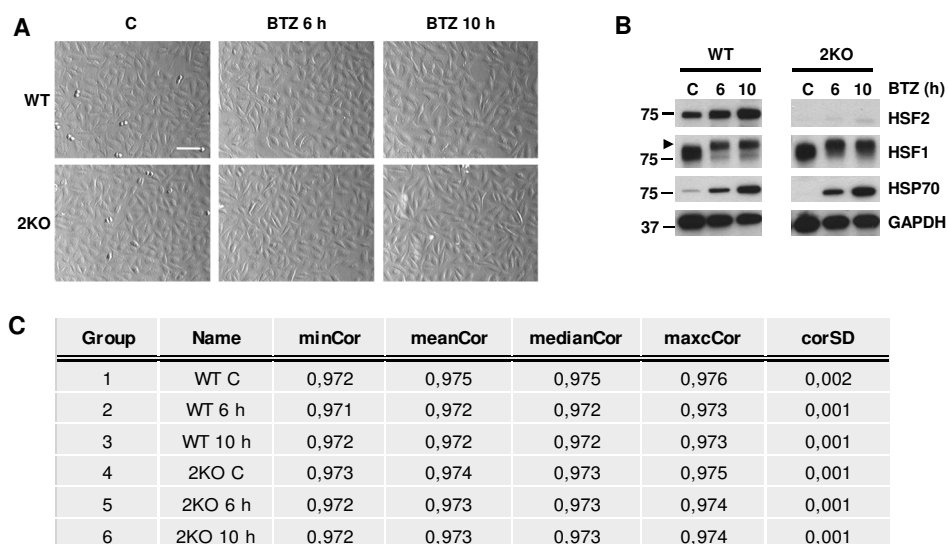 A
C BTZ 6 h BTZ 10 h
WT
2KO
B
WT 2KO
C 6 10 C 6 10 BTZ (h)
75 HSF2
75 HSF1
75 HSP70
37 GAPDH
C
Group Name minCor meanCor medianCor maxcCor corSD
1 WT C 0,972 0,975 0,975 0,976 0,002
2 WT 6 h 0,971 0,972 0,972 0,973 0,001
3 WT 10 h 0,972 0,972 0,972 0,973 0,001
4 2KO C 0,973 0,974 0,973 0,975 0,001
5 2KO 6 h 0,972 0,973 0,973 0,974 0,001
6 2KO 10 h 0,972 0,973 0,973 0,974 0,001